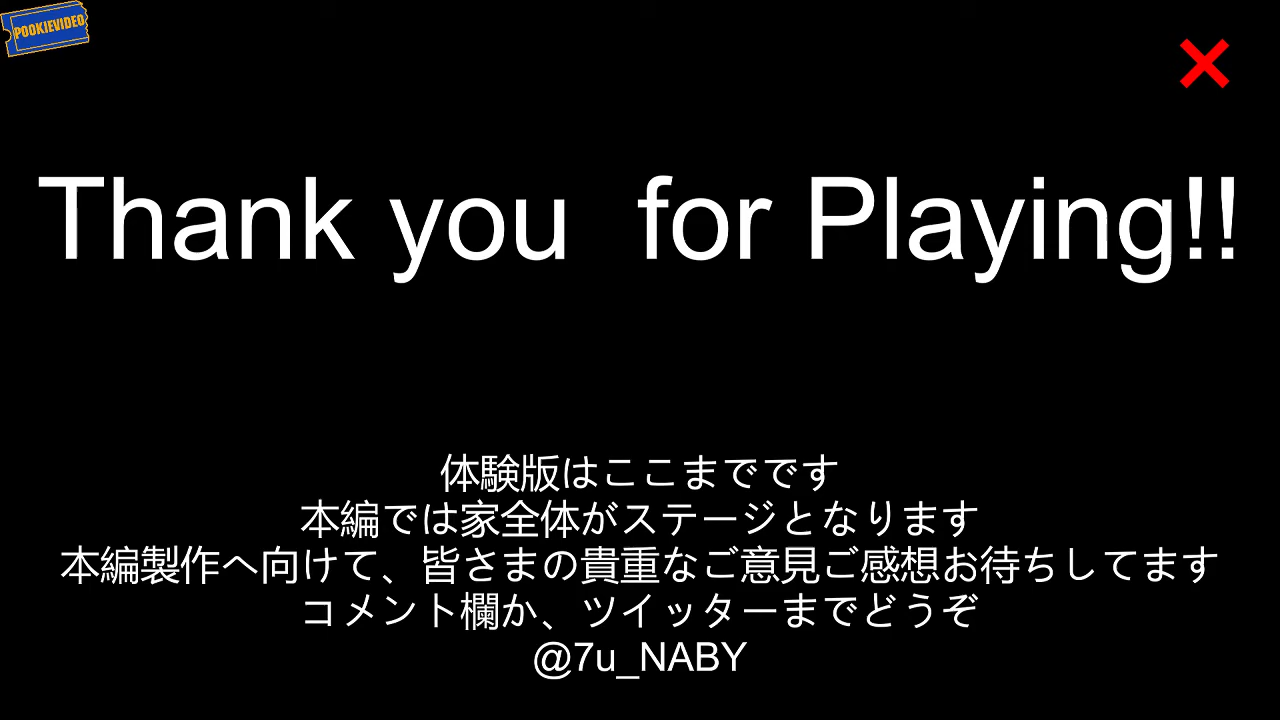 POOKIEVIDEO
Thank you  for Playing!!
体験版はここまでです
本編では家全体がステージとなります
本編製作へ向けて、皆さまの貴重なご意見ご感想お待ちしてます
コメント欄か、ツイッターまでどうぞ
@7u_NABY